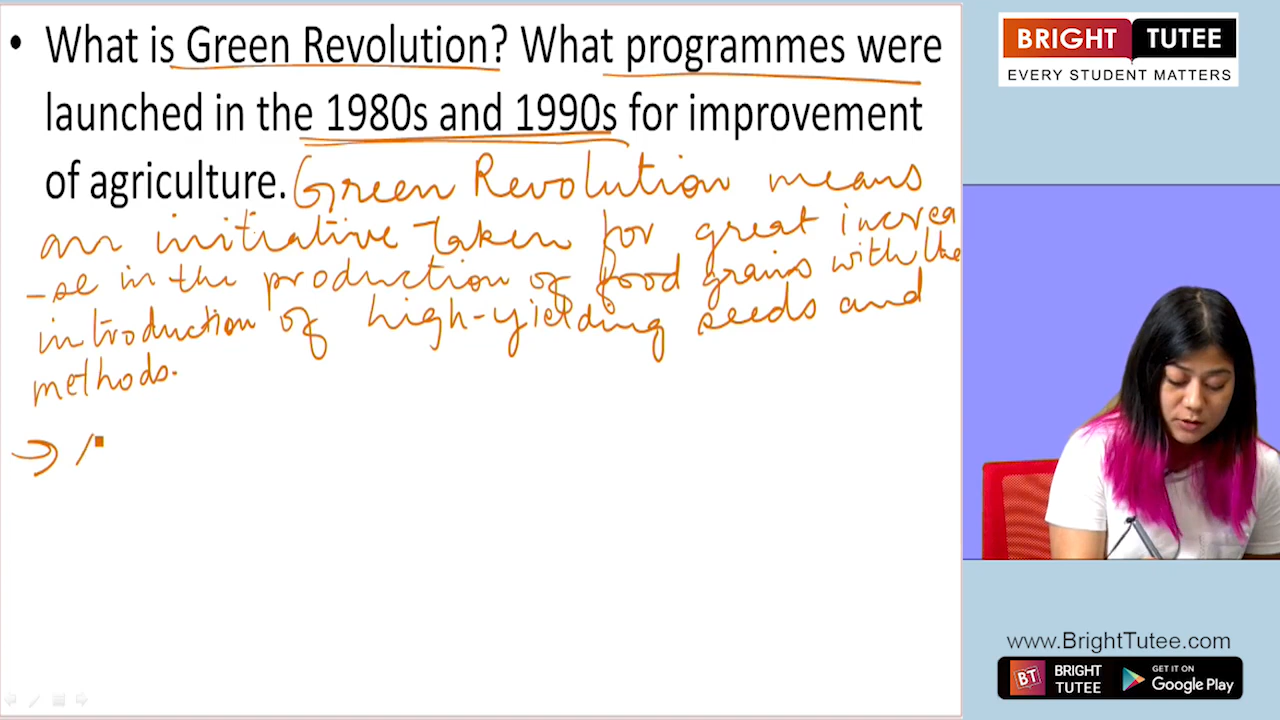 • What is Green Revolution? What programmes were
launched in the 1980s and 1990s for improvement
of agriculture. Green Revolution means
an initiative taken for great increa
-se in the production of food grains with the
introduction of high-yielding seeds and
methods.
→
BRIGHT TUTEE
EVERY STUDENT MATTERS
www.BrightTutee.com
BT BRIGHT TUTEE
GET IT ON
Google Play